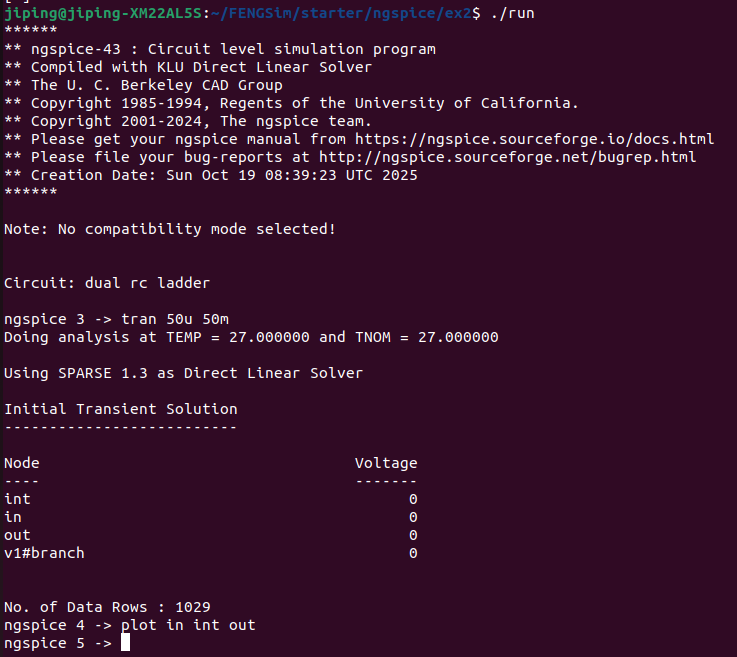 jiping@jiping-XM22AL5S:~/FENGSim/starter/ngspice/ex2$ ./run
******
** ngspice-43 : Circuit level simulation program
** Compiled with KLU Direct Linear Solver
** The U. C. Berkeley CAD Group
** Copyright 1985-1994, Regents of the University of California.
** Copyright 2001-2024, The ngspice team.
** Please get your ngspice manual from https://ngspice.sourceforge.io/docs.html
** Please file your bug-reports at http://ngspice.sourceforge.net/bugrep.html
** Creation Date: Sun Oct 19 08:39:23 UTC 2025
******
Note: No compatibility mode selected!
Circuit: dual rc ladder
ngspice 3 -> tran 50u 50m
Doing analysis at TEMP = 27.000000 and TNOM = 27.000000
Using SPARSE 1.3 as Direct Linear Solver
Initial Transient Solution
--------------------------
Node Voltage
---- -------
int 0
in 0
out 0
v1#branch 0
No. of Data Rows : 1029
ngspice 4 -> plot in int out
ngspice 5 ->